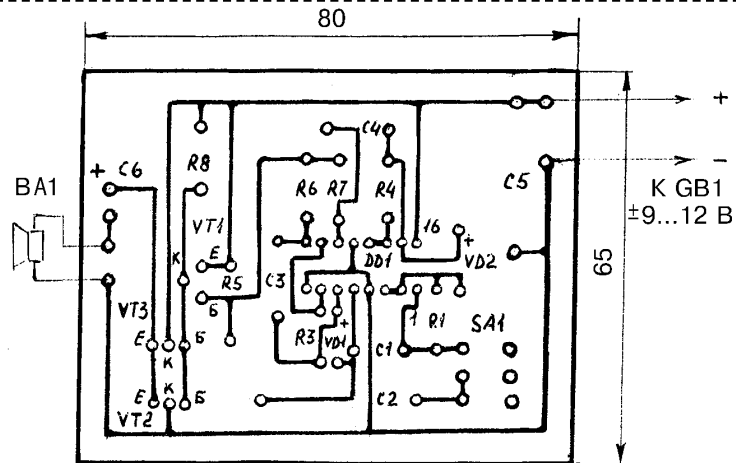 80
+
C4
+ C6
R8
–
BA1
R6 R7 R4
C5
К GB1
±9...12 В
VT1
16
+
К
Е
R5
C3
DD1
VD2
65
Б
VT3
+
1
R1
SA1
Е
К
Б
R3
VD1
C1
К
Е
Б
C2
VT2